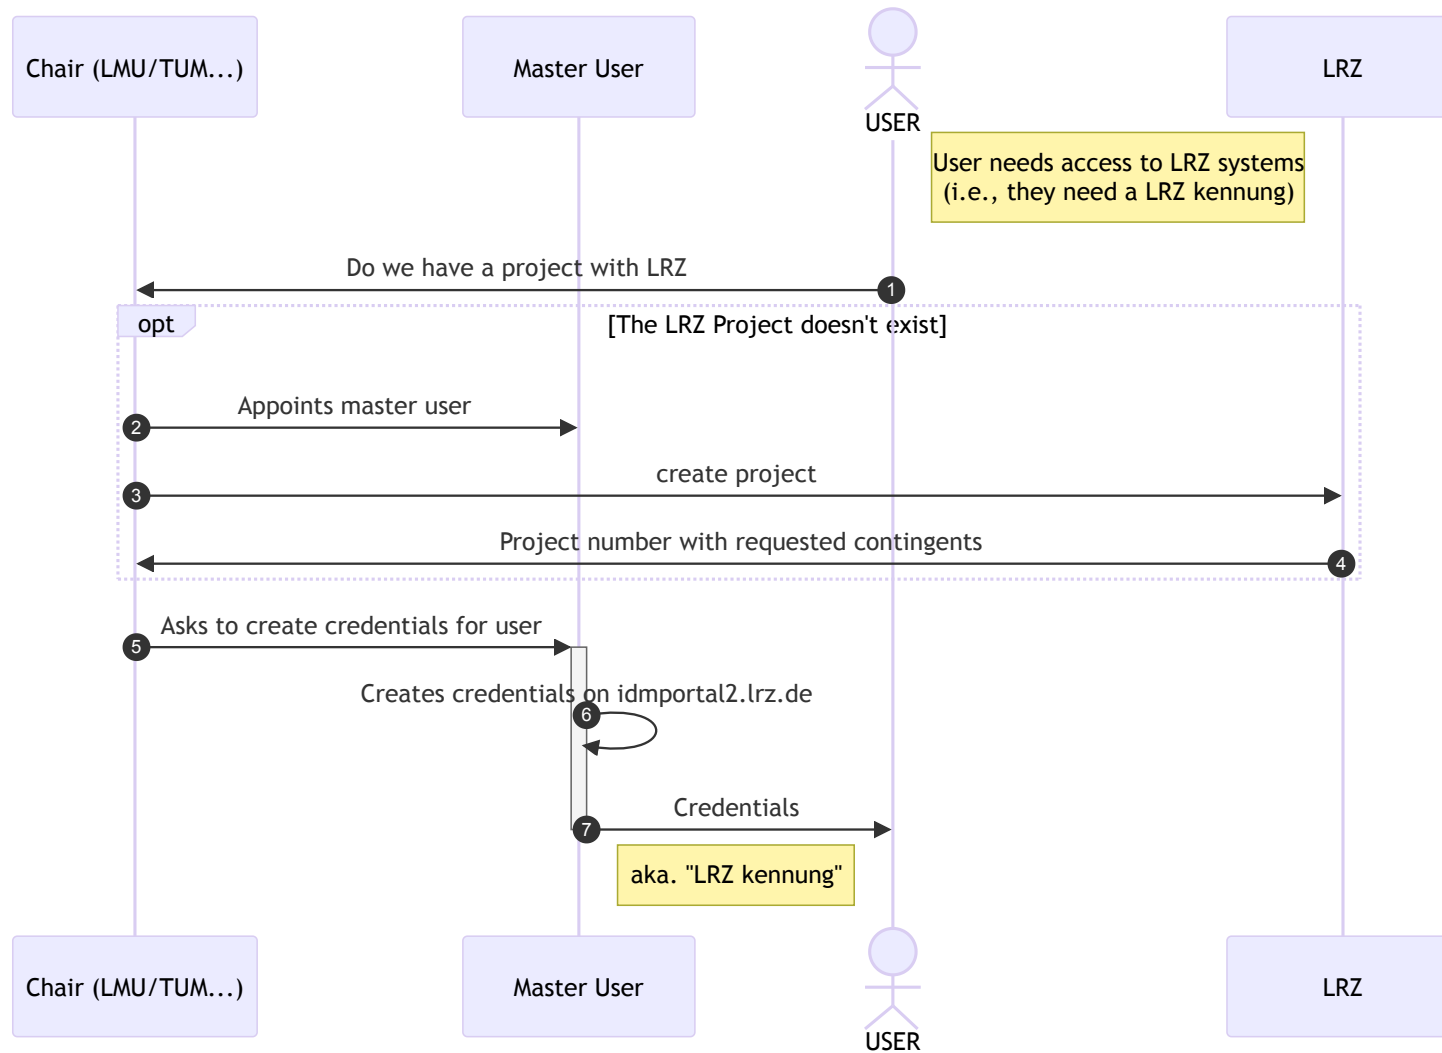 Chair (LMU/TUM...)
Master User
USER
LRZ
User needs access to LRZ systems
(i.e., they need a LRZ kennung)
Do we have a project with LRZ
1
opt
[The LRZ Project doesn't exist]
Appoints master user
2
create project
3
Project number with requested contingents
4
Asks to create credentials for user
5
Creates credentials on idmportal2.lrz.de
6
Credentials
7
aka. "LRZ kennung"
Chair (LMU/TUM...)
Master User
USER
LRZ